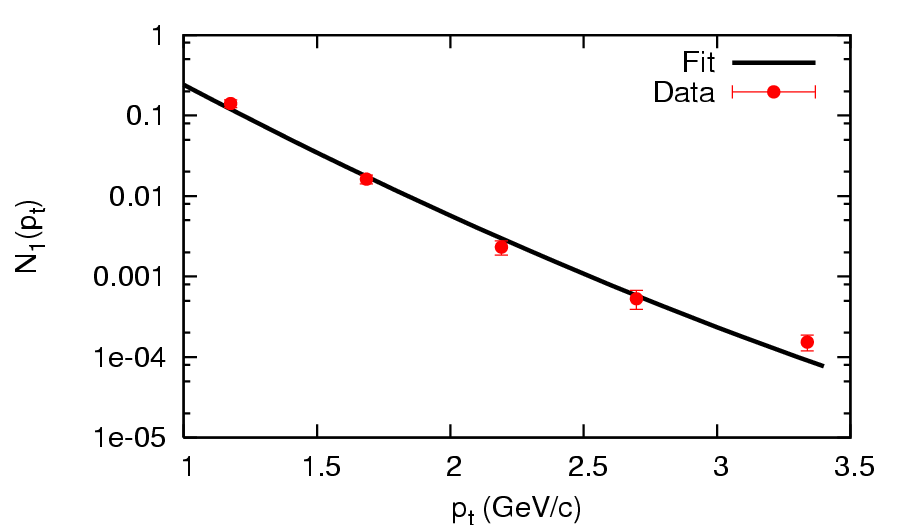 1
Fit
Data
0.1
0.01
0.001
1e-04
1e-05
N1(pt)
1 1.5 2 2.5 3 3.5
pt (GeV/c)